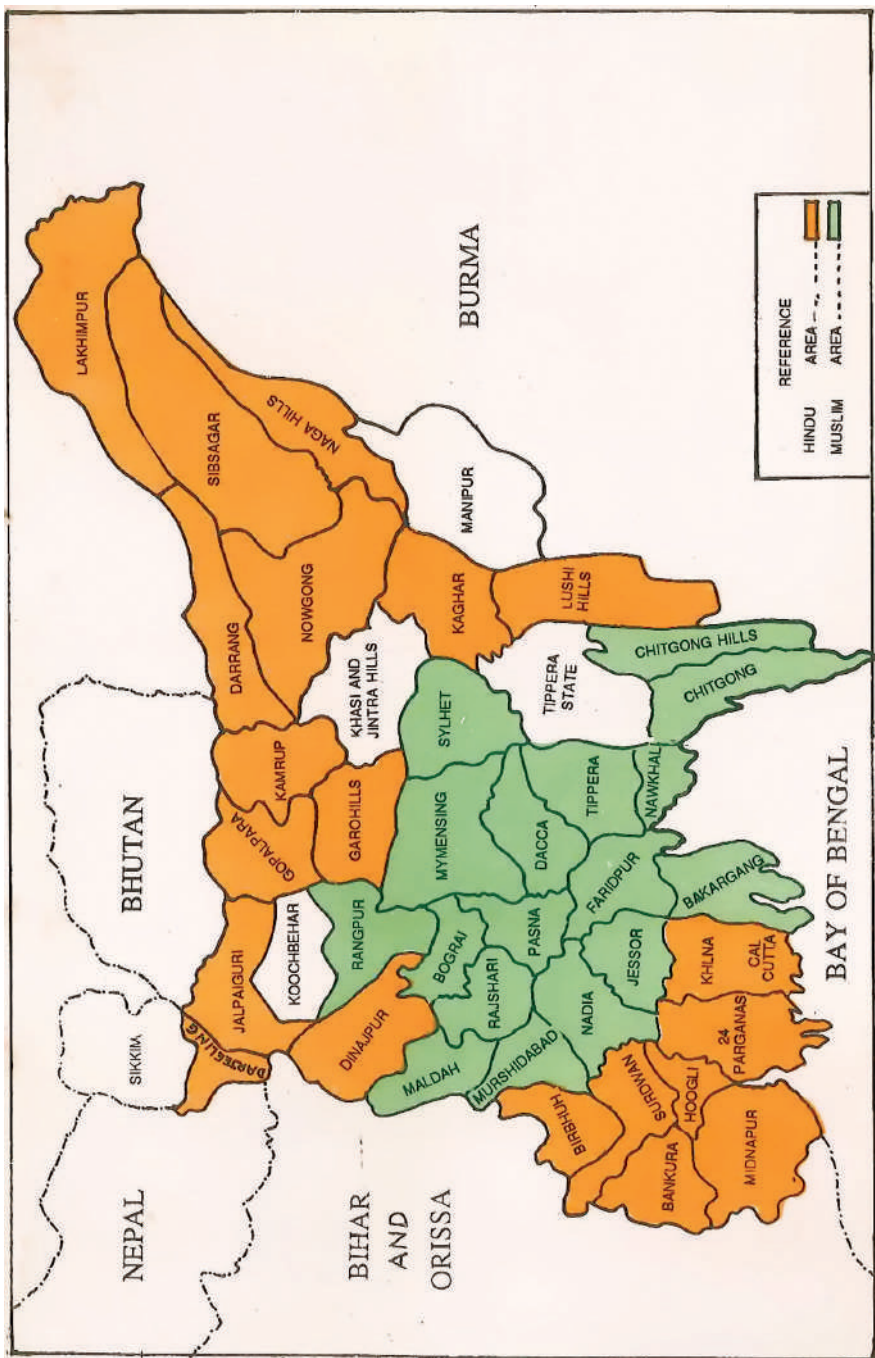 NEPAL
SIKKIM
BHUTAN
BIHAR
AND
ORISSA
BURMA
BAY OF BENGAL
LAKHIMPUR
SIBSAGAR
NAGA HILLS
DARRANG
NOWGONG
MANIPUR
KAGHAR
LUSHI
HILLS
KHASI AND
JINTRA HILLS
KAMRUP
GOPALPARA
GAROHILLS
SYLHET
TIPPERA
STATE
CHITGONG HILLS
CHITGONG
DARJEELING
JALPAIGURI
KOOCHBEHAR
RANGPUR
DINAJPUR
MYMENSING
DACCA
TIPPERA
NAWKHALI
BOGRAI
PASNA
FARIDPUR
BAKARGANG
MALDAH
RAJSHARI
MURSHIDABAD
NADIA
JESSOR
KHLNA
CAL
CUTTA
24
PARGANAS
BIRBHUH
SURDWAN
HOOGLI
BANKURA
MIDNAPUR
REFERENCE
HINDU AREA
MUSLIM AREA